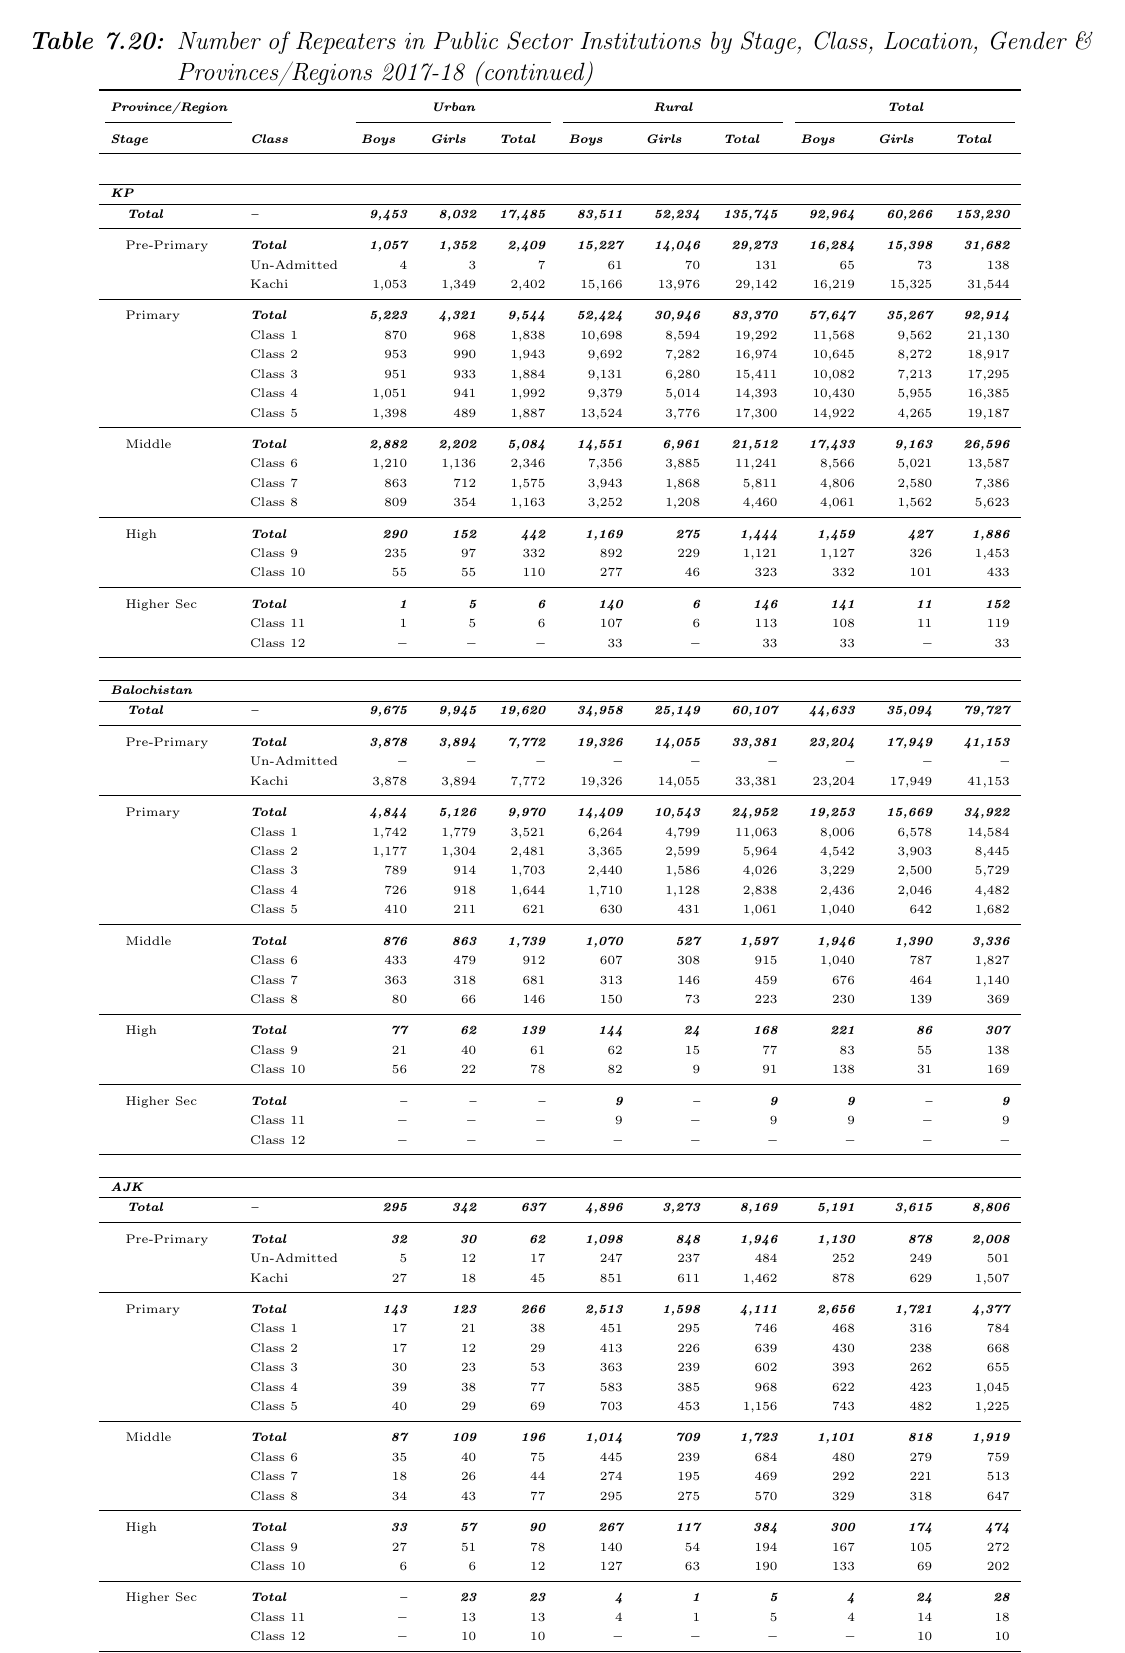 Table 7.20: Number of Repeaters in Public Sector Institutions by Stage, Class, Location, Gender &
Provinces/Regions 2017-18 (continued)
Province/Region Urban Rural Total
Stage Class Boys Girls Total Boys Girls Total Boys Girls Total
KP
Total – 9,453 8,032 17,485 83,511 52,234 135,745 92,964 60,266 153,230
Pre-Primary Total 1,057 1,352 2,409 15,227 14,046 29,273 16,284 15,398 31,682
Un-Admitted 4 3 7 61 70 131 65 73 138
Kachi 1,053 1,349 2,402 15,166 13,976 29,142 16,219 15,325 31,544
Primary Total 5,223 4,321 9,544 52,424 30,946 83,370 57,647 35,267 92,914
Class 1 870 968 1,838 10,698 8,594 19,292 11,568 9,562 21,130
Class 2 953 990 1,943 9,692 7,282 16,974 10,645 8,272 18,917
Class 3 951 933 1,884 9,131 6,280 15,411 10,082 7,213 17,295
Class 4 1,051 941 1,992 9,379 5,014 14,393 10,430 5,955 16,385
Class 5 1,398 489 1,887 13,524 3,776 17,300 14,922 4,265 19,187
Middle Total 2,882 2,202 5,084 14,551 6,961 21,512 17,433 9,163 26,596
Class 6 1,210 1,136 2,346 7,356 3,885 11,241 8,566 5,021 13,587
Class 7 863 712 1,575 3,943 1,868 5,811 4,806 2,580 7,386
Class 8 809 354 1,163 3,252 1,208 4,460 4,061 1,562 5,623
High Total 290 152 442 1,169 275 1,444 1,459 427 1,886
Class 9 235 97 332 892 229 1,121 1,127 326 1,453
Class 10 55 55 110 277 46 323 332 101 433
Higher Sec Total 1 5 6 140 6 146 141 11 152
Class 11 1 5 6 107 6 113 108 11 119
Class 12 – – – 33 – 33 33 – 33
Balochistan
Total – 9,675 9,945 19,620 34,958 25,149 60,107 44,633 35,094 79,727
Pre-Primary Total 3,878 3,894 7,772 19,326 14,055 33,381 23,204 17,949 41,153
Un-Admitted – – – – – – – – –
Kachi 3,878 3,894 7,772 19,326 14,055 33,381 23,204 17,949 41,153
Primary Total 4,844 5,126 9,970 14,409 10,543 24,952 19,253 15,669 34,922
Class 1 1,742 1,779 3,521 6,264 4,799 11,063 8,006 6,578 14,584
Class 2 1,177 1,304 2,481 3,365 2,599 5,964 4,542 3,903 8,445
Class 3 789 914 1,703 2,440 1,586 4,026 3,229 2,500 5,729
Class 4 726 918 1,644 1,710 1,128 2,838 2,436 2,046 4,482
Class 5 410 211 621 630 431 1,061 1,040 642 1,682
Middle Total 876 863 1,739 1,070 527 1,597 1,946 1,390 3,336
Class 6 433 479 912 607 308 915 1,040 787 1,827
Class 7 363 318 681 313 146 459 676 464 1,140
Class 8 80 66 146 150 73 223 230 139 369
High Total 77 62 139 144 24 168 221 86 307
Class 9 21 40 61 62 15 77 83 55 138
Class 10 56 22 78 82 9 91 138 31 169
Higher Sec Total – – – 9 – 9 9 – 9
Class 11 – – – 9 – 9 9 – 9
Class 12 – – – – – – – – –
AJK
Total – 295 342 637 4,896 3,273 8,169 5,191 3,615 8,806
Pre-Primary Total 32 30 62 1,098 848 1,946 1,130 878 2,008
Un-Admitted 5 12 17 247 237 484 252 249 501
Kachi 27 18 45 851 611 1,462 878 629 1,507
Primary Total 143 123 266 2,513 1,598 4,111 2,656 1,721 4,377
Class 1 17 21 38 451 295 746 468 316 784
Class 2 17 12 29 413 226 639 430 238 668
Class 3 30 23 53 363 239 602 393 262 655
Class 4 39 38 77 583 385 968 622 423 1,045
Class 5 40 29 69 703 453 1,156 743 482 1,225
Middle Total 87 109 196 1,014 709 1,723 1,101 818 1,919
Class 6 35 40 75 445 239 684 480 279 759
Class 7 18 26 44 274 195 469 292 221 513
Class 8 34 43 77 295 275 570 329 318 647
High Total 33 57 90 267 117 384 300 174 474
Class 9 27 51 78 140 54 194 167 105 272
Class 10 6 6 12 127 63 190 133 69 202
Higher Sec Total – 23 23 4 1 5 4 24 28
Class 11 – 13 13 4 1 5 4 14 18
Class 12 – 10 10 – – – – 10 10